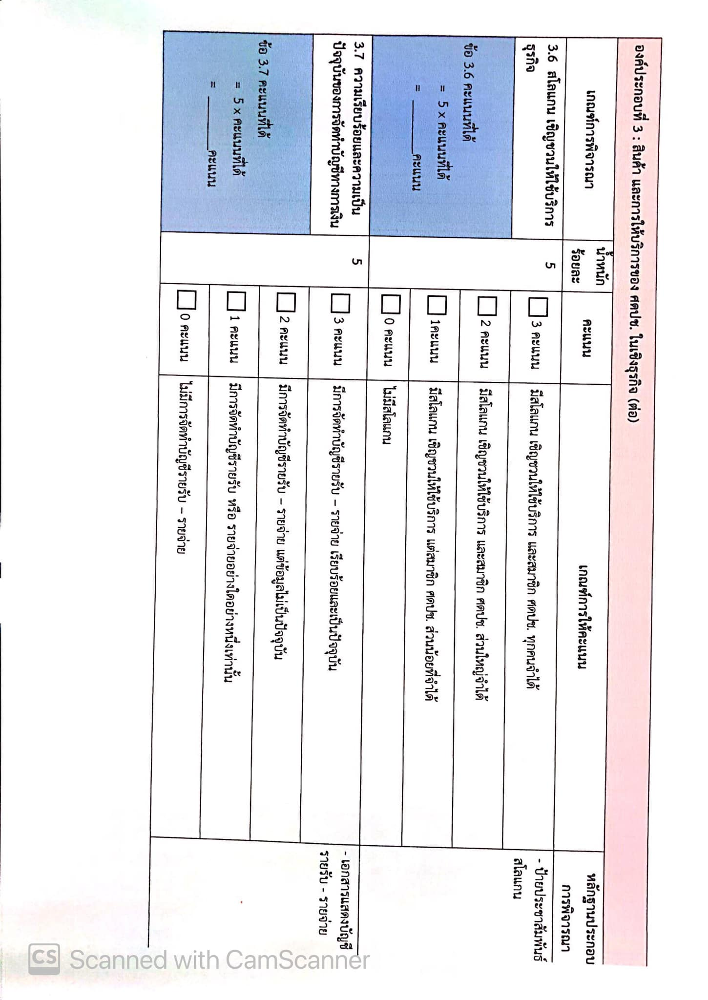 องค์ประกอบที่ 3 : สินค้า และการให้บริการของ ศดปช. ในเชิงธุรกิจ (ต่อ)
เกณฑ์การพิจารณา
น้ำหนัก
ร้อยละ
คะแนน
เกณฑ์การให้คะแนน
หลักฐานประกอบ
การพิจารณา
3.6 สโลแกน เชิญชวนให้ใช้บริการ
ธุรกิจ
5
ข้อ 3.6 คะแนนที่ได้
= 5 x คะแนนที่ได้
= ________คะแนน
3 คะแนน
มีสโลแกน เชิญชวนให้ใช้บริการ และสมาชิก ศดปช. ทุกคนจำได้
- ป้ายประชาสัมพันธ์
สโลแกน
2 คะแนน
มีสโลแกน เชิญชวนให้ใช้บริการ และสมาชิก ศดปช. ส่วนใหญ่จำได้
1คะแนน
มีสโลแกน เชิญชวนให้ใช้บริการ แต่สมาชิก ศดปช. ส่วนน้อยที่จำได้
0 คะแนน
ไม่มีสโลแกน
3.7 ความเรียบร้อยและความเป็น
ปัจจุบันของการจัดทำบัญชีทางการเงิน
5
ข้อ 3.7 คะแนนที่ได้
= 5 x คะแนนที่ได้
= ________คะแนน
3 คะแนน
มีการจัดทำบัญชีรายรับ – รายจ่าย เรียบร้อยและเป็นปัจจุบัน
- เอกสารแสดงบัญชี
รายรับ - รายจ่าย
2 คะแนน
มีการจัดทำบัญชีรายรับ – รายจ่าย แต่ข้อมูลไม่เป็นปัจจุบัน
1 คะแนน
มีการจัดทำบัญชีรายรับ หรือ รายจ่ายอย่างใดอย่างหนึ่งเท่านั้น
0 คะแนน
ไม่มีการจัดทำบัญชีรายรับ – รายจ่าย
CS Scanned with CamScanner